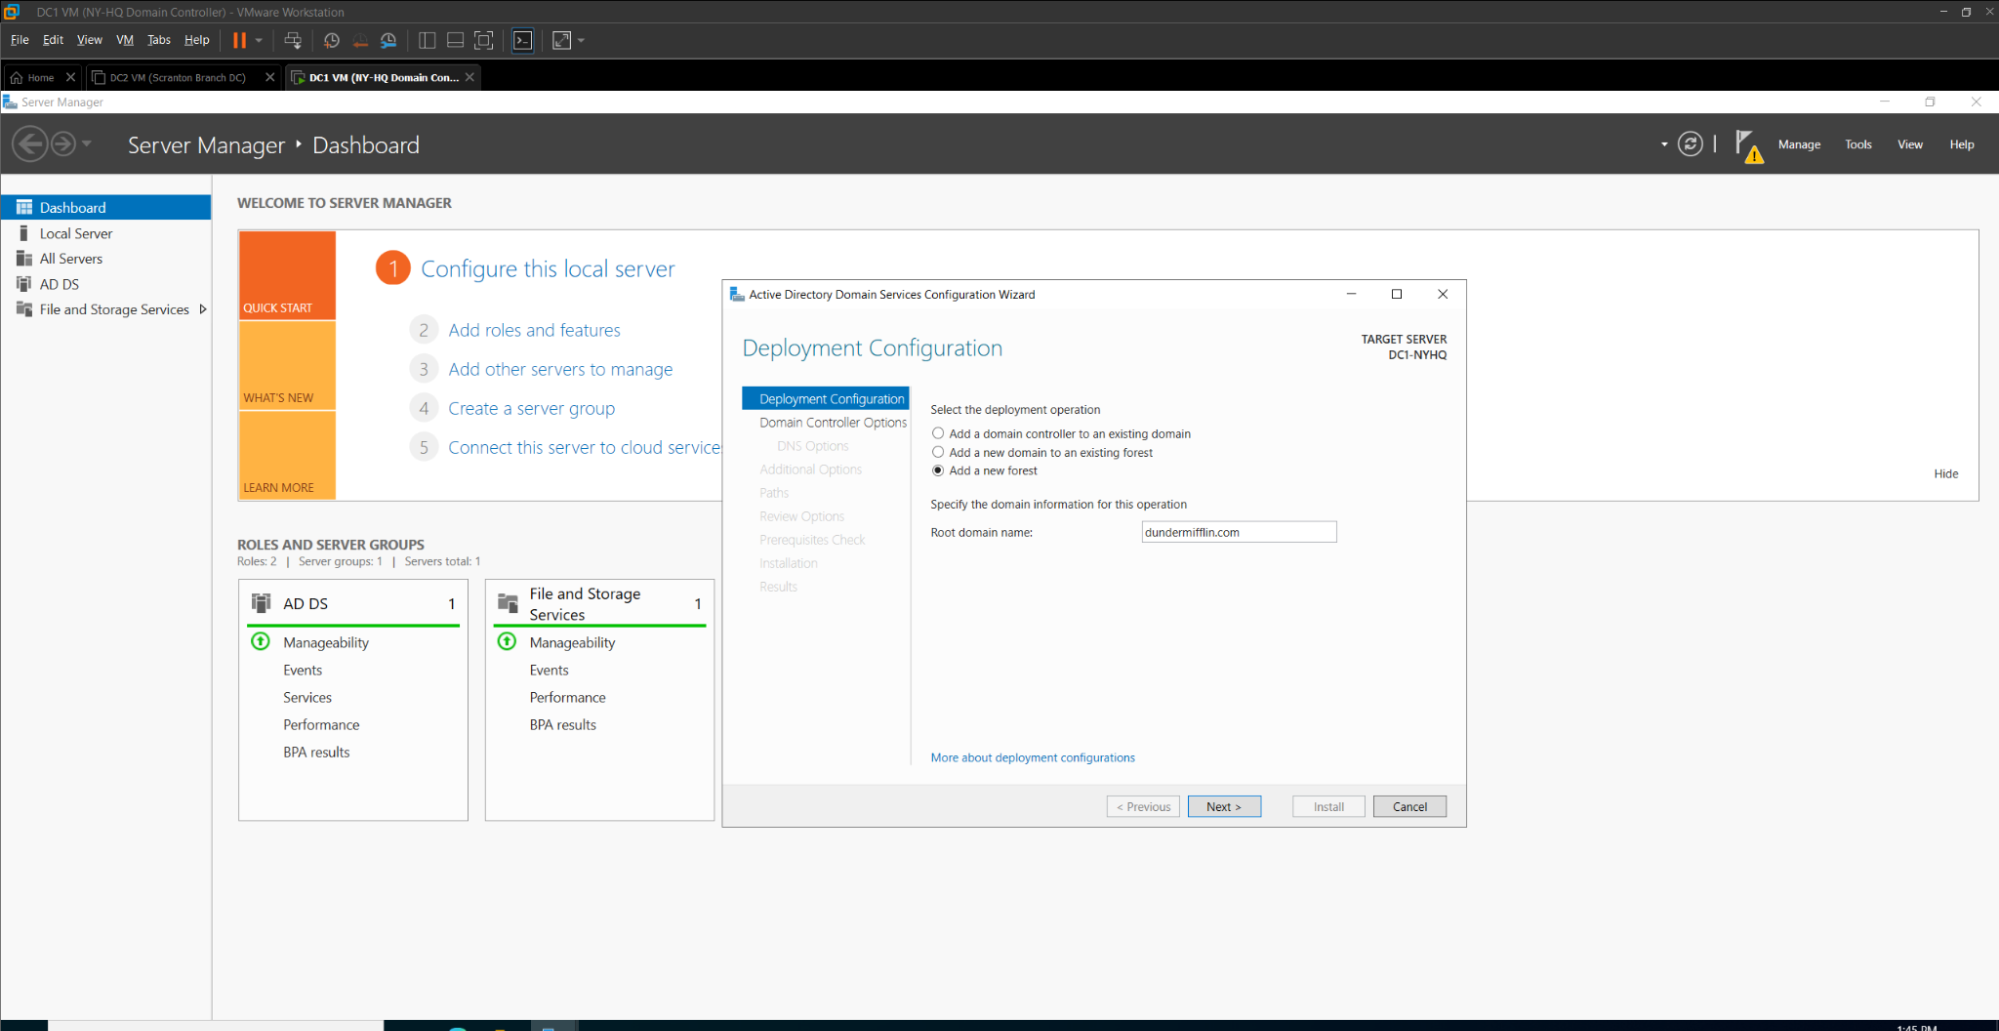 DC1 VM (NY-HQ Domain Controller) - VMware Workstation
File Edit View VM Tabs Help
Home DC2 VM (Scranton Branch DC) DC1 VM (NY-HQ Domain Con...
Server Manager
Server Manager Dashboard
Manage Tools View Help
Dashboard
Local Server
All Servers
AD DS
File and Storage Services
WELCOME TO SERVER MANAGER
QUICK START
WHAT'S NEW
LEARN MORE
1 Configure this local server
2 Add roles and features
3 Add other servers to manage
4 Create a server group
5 Connect this server to cloud service
Hide
ROLES AND SERVER GROUPS
Roles: 2 | Server groups: 1 | Servers total: 1
AD DS 1
Manageability
Events
Services
Performance
BPA results
File and Storage
Services 1
Manageability
Events
Performance
BPA results
Active Directory Domain Services Configuration Wizard
Deployment Configuration
TARGET SERVER
DC1-NYHQ
Deployment Configuration
Domain Controller Options
DNS Options
Additional Options
Paths
Review Options
Prerequisites Check
Installation
Results
Select the deployment operation
Add a domain controller to an existing domain
Add a new domain to an existing forest
Add a new forest
Specify the domain information for this operation
Root domain name: dundermifflin.com
More about deployment configurations
< Previous Next > Install Cancel
1:45 PM